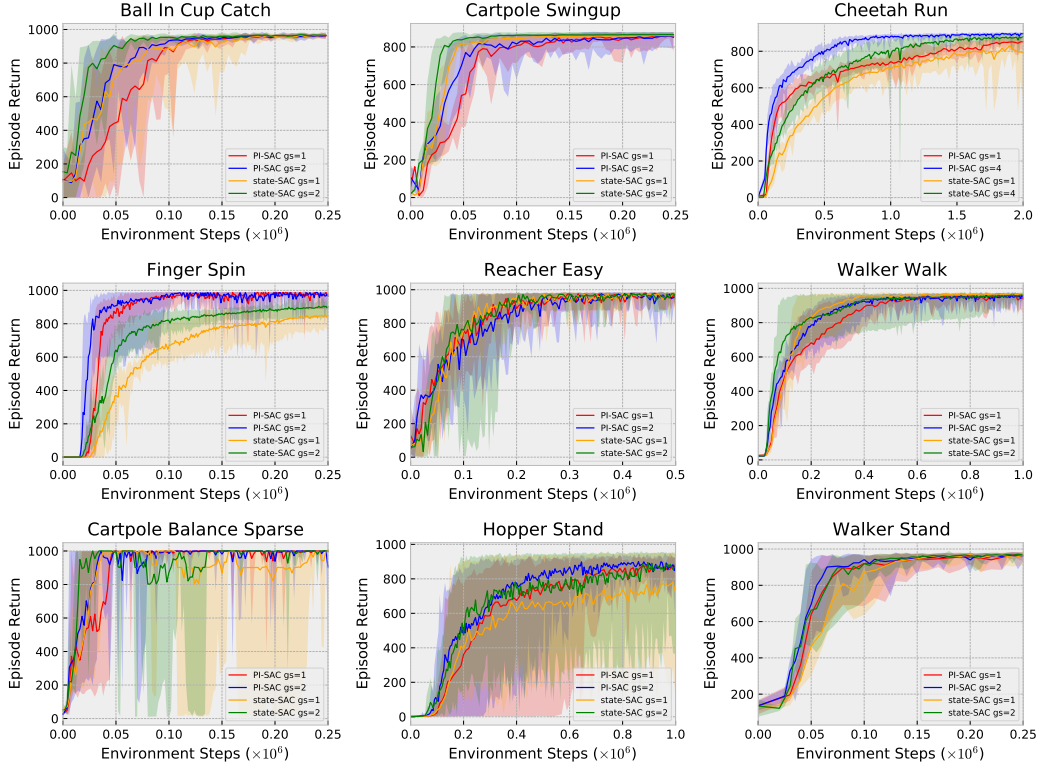 Ball In Cup Catch
Episode Return
1000
800
600
400
200
0
0.00 0.05 0.10 0.15 0.20 0.25
Environment Steps (×10⁶)
PI-SAC gs=1
PI-SAC gs=2
state-SAC gs=1
state-SAC gs=2
Cartpole Swingup
Episode Return
800
600
400
200
0
0.00 0.05 0.10 0.15 0.20 0.25
Environment Steps (×10⁶)
PI-SAC gs=1
PI-SAC gs=2
state-SAC gs=1
state-SAC gs=2
Cheetah Run
Episode Return
800
600
400
200
0
0.0 0.5 1.0 1.5 2.0
Environment Steps (×10⁶)
PI-SAC gs=1
PI-SAC gs=4
state-SAC gs=1
state-SAC gs=4
Finger Spin
Episode Return
1000
800
600
400
200
0
0.00 0.05 0.10 0.15 0.20 0.25
Environment Steps (×10⁶)
PI-SAC gs=1
PI-SAC gs=2
state-SAC gs=1
state-SAC gs=2
Reacher Easy
Episode Return
1000
800
600
400
200
0
0.0 0.1 0.2 0.3 0.4 0.5
Environment Steps (×10⁶)
PI-SAC gs=1
PI-SAC gs=2
state-SAC gs=1
state-SAC gs=2
Walker Walk
Episode Return
1000
800
600
400
200
0.0 0.2 0.4 0.6 0.8 1.0
Environment Steps (×10⁶)
PI-SAC gs=1
PI-SAC gs=2
state-SAC gs=1
state-SAC gs=2
Cartpole Balance Sparse
Episode Return
1000
800
600
400
200
0
0.00 0.05 0.10 0.15 0.20 0.25
Environment Steps (×10⁶)
PI-SAC gs=1
PI-SAC gs=2
state-SAC gs=1
state-SAC gs=2
Hopper Stand
Episode Return
1000
800
600
400
200
0
0.0 0.2 0.4 0.6 0.8 1.0
Environment Steps (×10⁶)
PI-SAC gs=1
PI-SAC gs=2
state-SAC gs=1
state-SAC gs=2
Walker Stand
Episode Return
1000
800
600
400
200
0.00 0.05 0.10 0.15 0.20 0.25
Environment Steps (×10⁶)
PI-SAC gs=1
PI-SAC gs=2
state-SAC gs=1
state-SAC gs=2